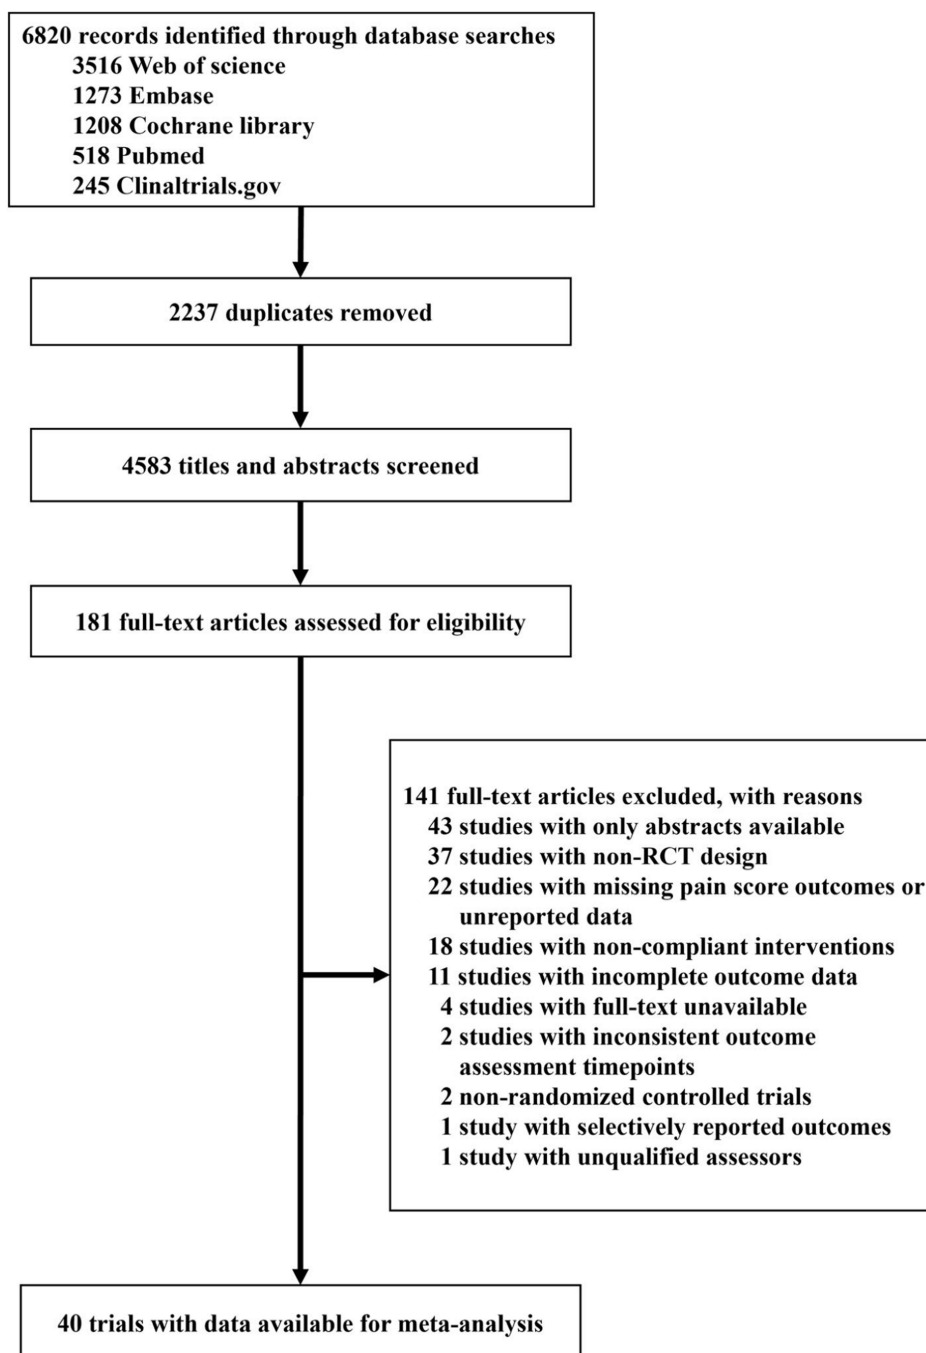 6820 records identified through database searches
3516 Web of science
1273 Embase
1208 Cochrane library
518 Pubmed
245 Clinaltrials.gov
2237 duplicates removed
4583 titles and abstracts screened
181 full-text articles assessed for eligibility
141 full-text articles excluded, with reasons
43 studies with only abstracts available
37 studies with non-RCT design
22 studies with missing pain score outcomes or
unreported data
18 studies with non-compliant interventions
11 studies with incomplete outcome data
4 studies with full-text unavailable
2 studies with inconsistent outcome
assessment timepoints
2 non-randomized controlled trials
1 study with selectively reported outcomes
1 study with unqualified assessors
40 trials with data available for meta-analysis